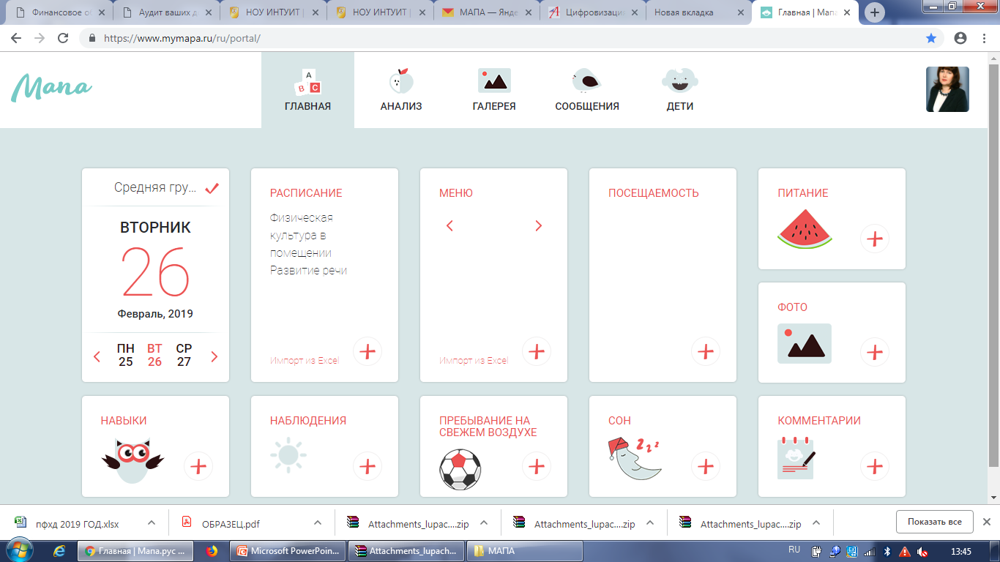 Финансовое об
Аудит ваших д
НОУ ИНТУИТ |
НОУ ИНТУИТ |
МАПА — Янде
Цифровизация
Новая вкладка
Главная | Мапа
https://www.mymapa.ru/ru/portal/
Мапа
A
B C
ГЛАВНАЯ
АНАЛИЗ
ГАЛЕРЕЯ
СООБЩЕНИЯ
ДЕТИ
Средняя гру...
ВТОРНИК
26
Февраль, 2019
ПН ВТ СР
25 26 27
РАСПИСАНИЕ
Физическая
культура в
помещении
Развитие речи
Импорт из Excel
МЕНЮ
Импорт из Excel
ПОСЕЩАЕМОСТЬ
ПИТАНИЕ
ФОТО
НАВЫКИ
НАБЛЮДЕНИЯ
ПРЕБЫВАНИЕ НА
СВЕЖЕМ ВОЗДУХЕ
СОН
z z z
КОММЕНТАРИИ
пфхд 2019 ГОД.xlsx
ОБРАЗЕЦ.pdf
Attachments_lupac....zip
Attachments_lupac....zip
Attachments_lupac....zip
Показать все
Главная | Мапа.рус ...
Microsoft PowerPoin...
Attachments_lupach...
МАПА
RU
13:45